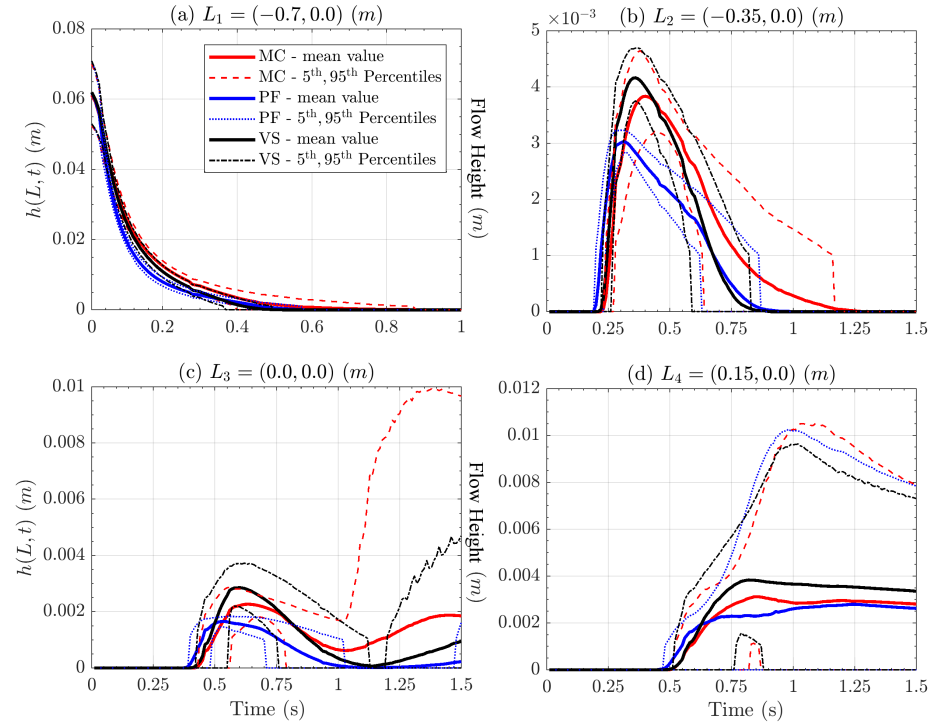 (a) L₁ = (−0.7, 0.0) (m)
0.08
0.06
0.04
0.02
0
h(L, t) (m)
0 0.2 0.4 0.6 0.8 1
MC - mean value
MC - 5th, 95th Percentiles
PF - mean value
PF - 5th, 95th Percentiles
VS - mean value
VS - 5th, 95th Percentiles
(b) L₂ = (−0.35, 0.0) (m)
×10⁻³
5
4
3
2
1
0
Flow Height (m)
0 0.25 0.5 0.75 1 1.25 1.5
(c) L₃ = (0.0, 0.0) (m)
0.01
0.008
0.006
0.004
0.002
0
h(L, t) (m)
0 0.25 0.5 0.75 1 1.25 1.5
Time (s)
(d) L₄ = (0.15, 0.0) (m)
0.012
0.01
0.008
0.006
0.004
0.002
0
Flow Height (m)
0 0.25 0.5 0.75 1 1.25 1.5
Time (s)